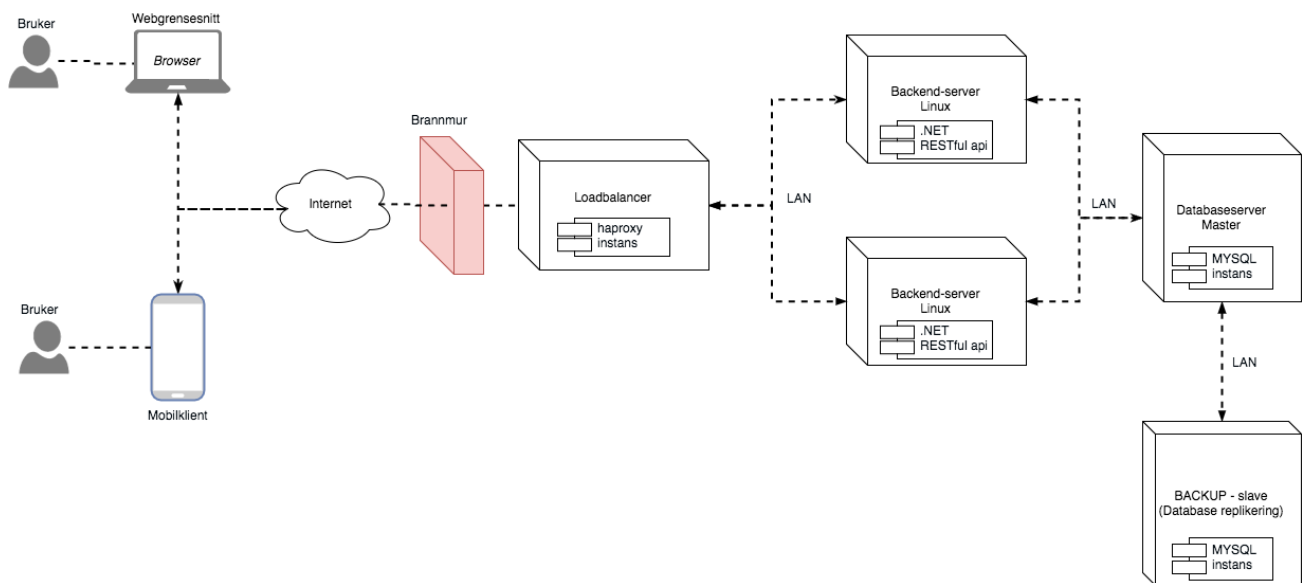 Bruker
Webgrensesnitt
Browser
Bruker
Mobilklient
Internet
Brannmur
Loadbalancer
haproxy
instans
LAN
Backend-server
Linux
.NET
RESTful api
Backend-server
Linux
.NET
RESTful api
LAN
Databaseserver
Master
MYSQL
instans
LAN
BACKUP - slave
(Database replikering)
MYSQL
instans